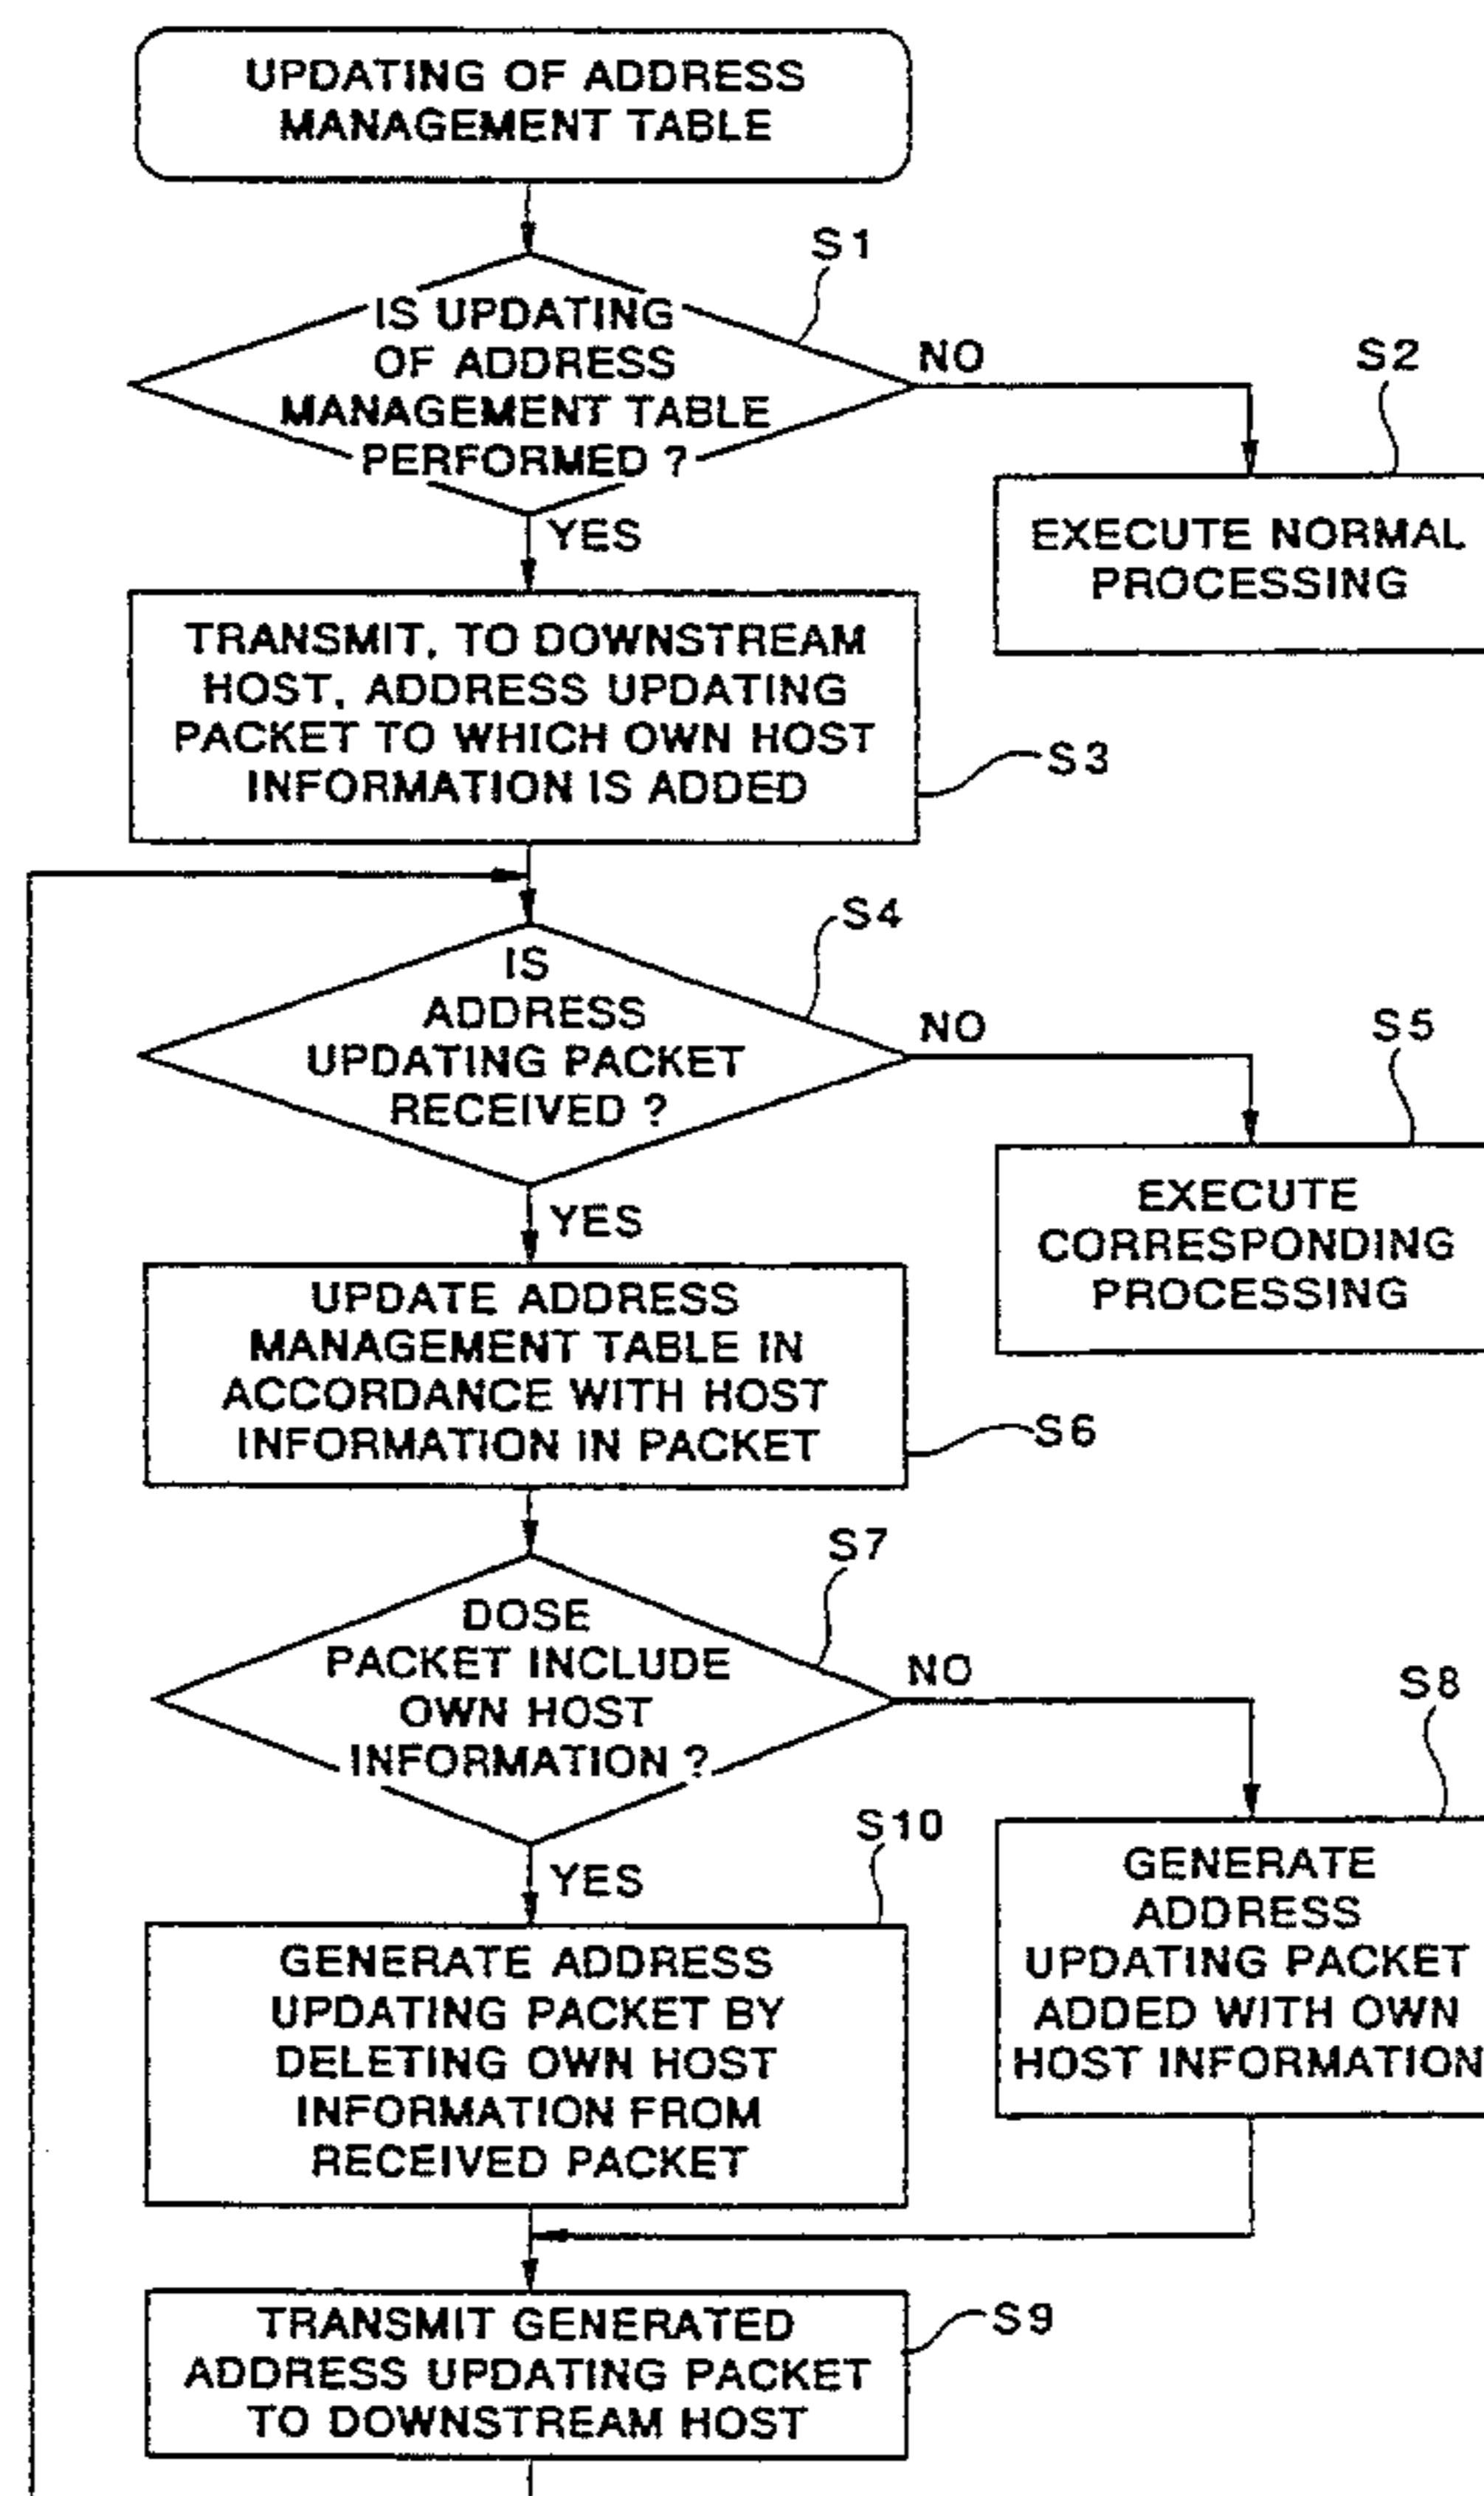 UPDATING OF ADDRESS
MANAGEMENT TABLE
S1
IS UPDATING
OF ADDRESS
MANAGEMENT TABLE
PERFORMED ?
NO
S2
EXECUTE NORMAL
PROCESSING
YES
TRANSMIT, TO DOWNSTREAM
HOST, ADDRESS UPDATING
PACKET TO WHICH OWN HOST
INFORMATION IS ADDED
S3
S4
IS
ADDRESS
UPDATING PACKET
RECEIVED ?
NO
S5
EXECUTE
CORRESPONDING
PROCESSING
YES
UPDATE ADDRESS
MANAGEMENT TABLE IN
ACCORDANCE WITH HOST
INFORMATION IN PACKET
S6
S7
DOSE
PACKET INCLUDE
OWN HOST
INFORMATION ?
NO
S8
GENERATE
ADDRESS
UPDATING PACKET
ADDED WITH OWN
HOST INFORMATION
YES
S10
GENERATE ADDRESS
UPDATING PACKET BY
DELETING OWN HOST
INFORMATION FROM
RECEIVED PACKET
TRANSMIT GENERATED
ADDRESS UPDATING PACKET
TO DOWNSTREAM HOST
S9